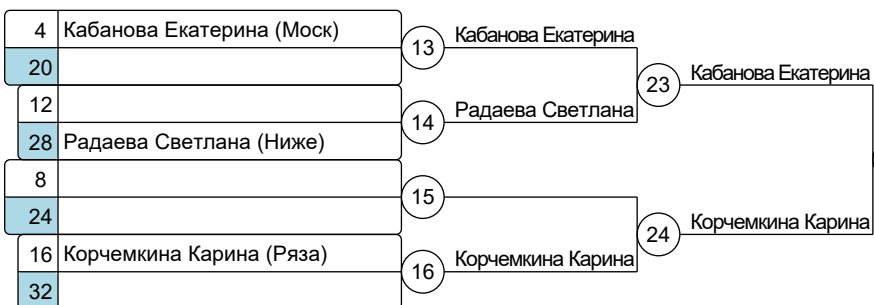 4 Кабанова Екатерина (Моск)
20
13 Кабанова Екатерина
12
28 Радаева Светлана (Ниже)
14 Радаева Светлана
23 Кабанова Екатерина
8
24
15
16 Корчемкина Карина (Ряза)
32
16 Корчемкина Карина
24 Корчемкина Карина